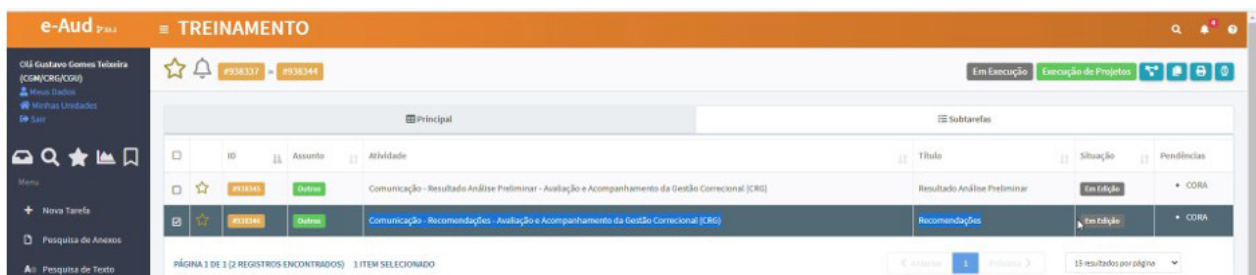 e-Aud
≡ TREINAMENTO
4
Olá Gustavo Gomes Teixeira
(CGM/CRG/CGU)
Meus Dados
Minhas Unidades
Sair
#938337 » #938344
Em Execução Execução de Projetos
Principal Subtarefas
Menu
Nova Tarefa
Pesquisa de Anexos
Pesquisa de Texto
ID Assunto Atividade Título Situação Pendências
#938345 Outros Comunicação - Resultado Análise Preliminar - Avaliação e Acompanhamento da Gestão Correcional (CRG) Resultado Análise Preliminar Em Edição • CORA
Outros Comunicação - Recomendações - Avaliação e Acompanhamento da Gestão Correcional (CRG) Recomendações Em Edição • CORA
PÁGINA 1 DE 1 (2 REGISTROS ENCONTRADOS) 1 ITEM SELECIONADO Anterior 1 Próxima 15 resultados por página